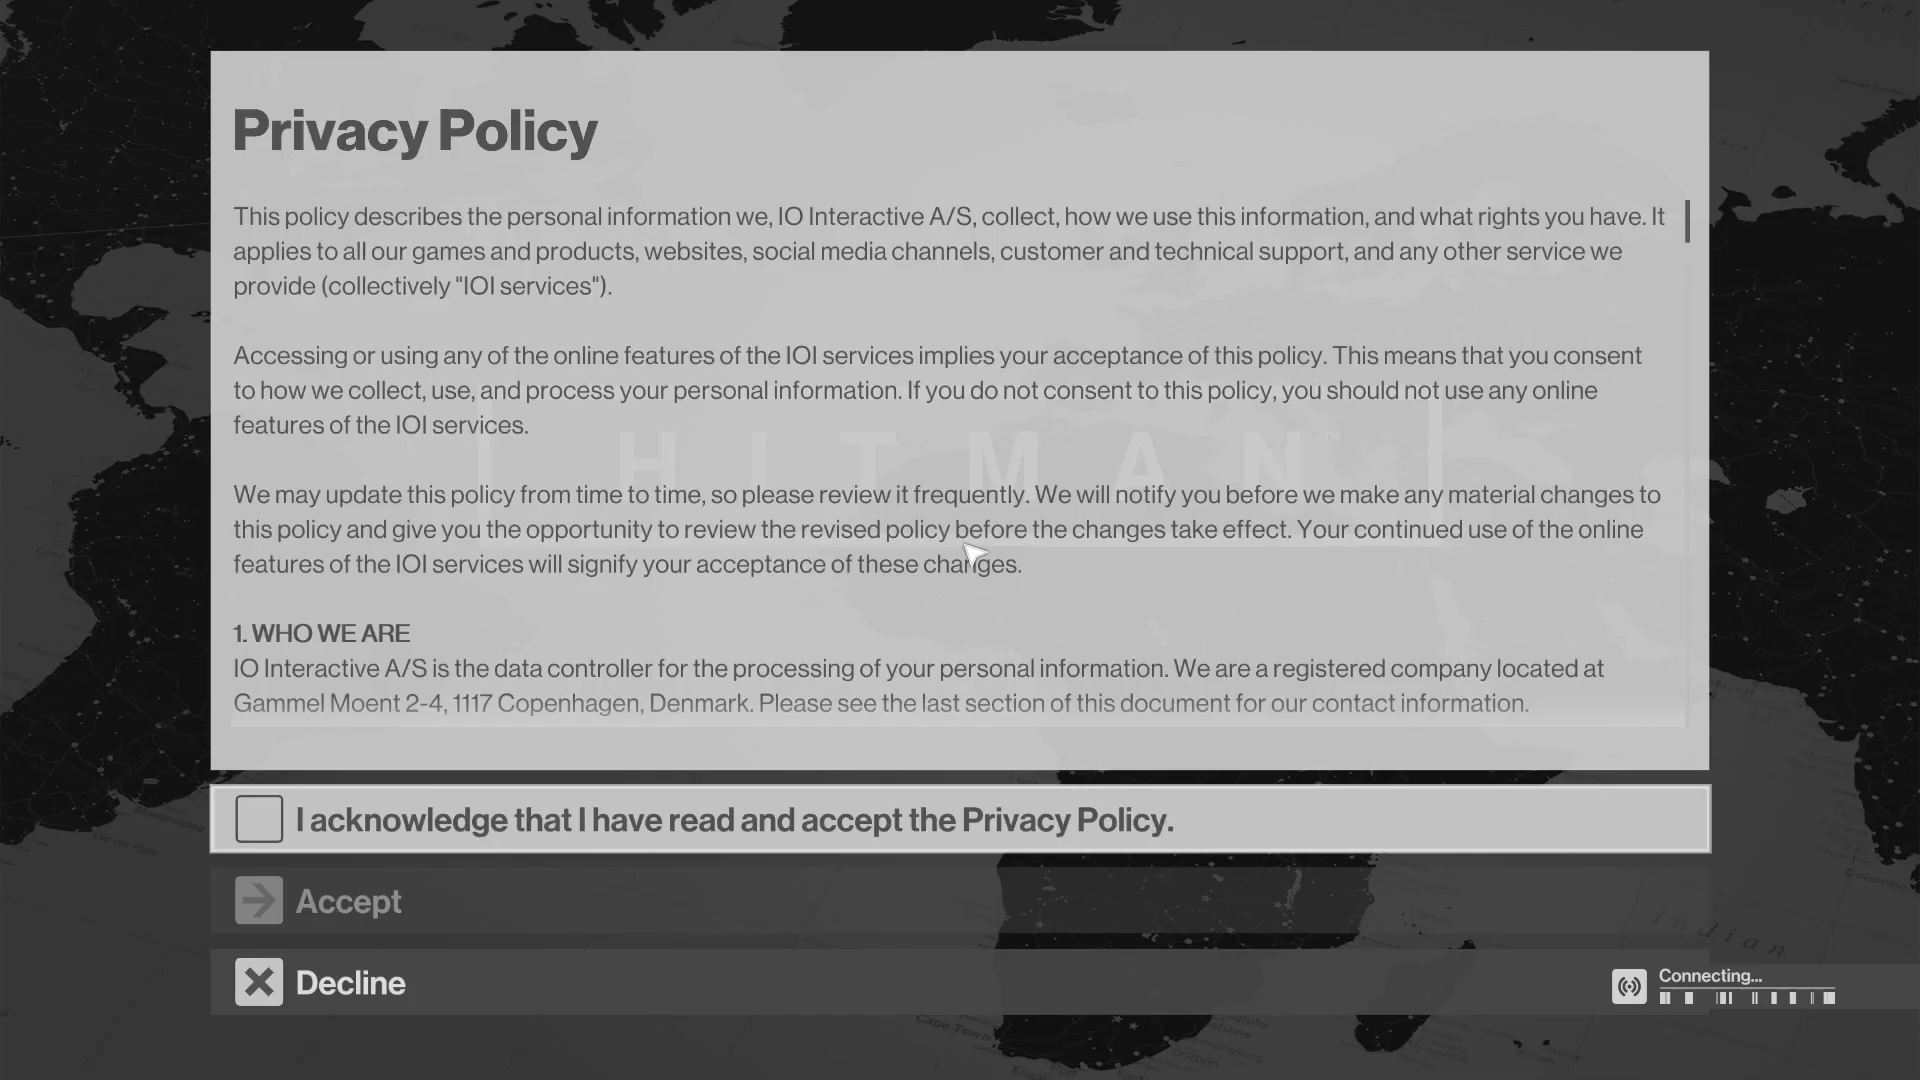 Privacy Policy
This policy describes the personal information we, IO Interactive A/S, collect, how we use this information, and what rights you have. It
applies to all our games and products, websites, social media channels, customer and technical support, and any other service we
provide (collectively "IOI services").
Accessing or using any of the online features of the IOI services implies your acceptance of this policy. This means that you consent
to how we collect, use, and process your personal information. If you do not consent to this policy, you should not use any online
features of the IOI services.
HITMAN™
We may update this policy from time to time, so please review it frequently. We will notify you before we make any material changes to
this policy and give you the opportunity to review the revised policy before the changes take effect. Your continued use of the online
features of the IOI services will signify your acceptance of these changes.
1. WHO WE ARE
IO Interactive A/S is the data controller for the processing of your personal information. We are a registered company located at
Gammel Moent 2-4, 1117 Copenhagen, Denmark. Please see the last section of this document for our contact information.
I acknowledge that I have read and accept the Privacy Policy.
Accept
Indian
Decline
Connecting...
Cape Town
Durban